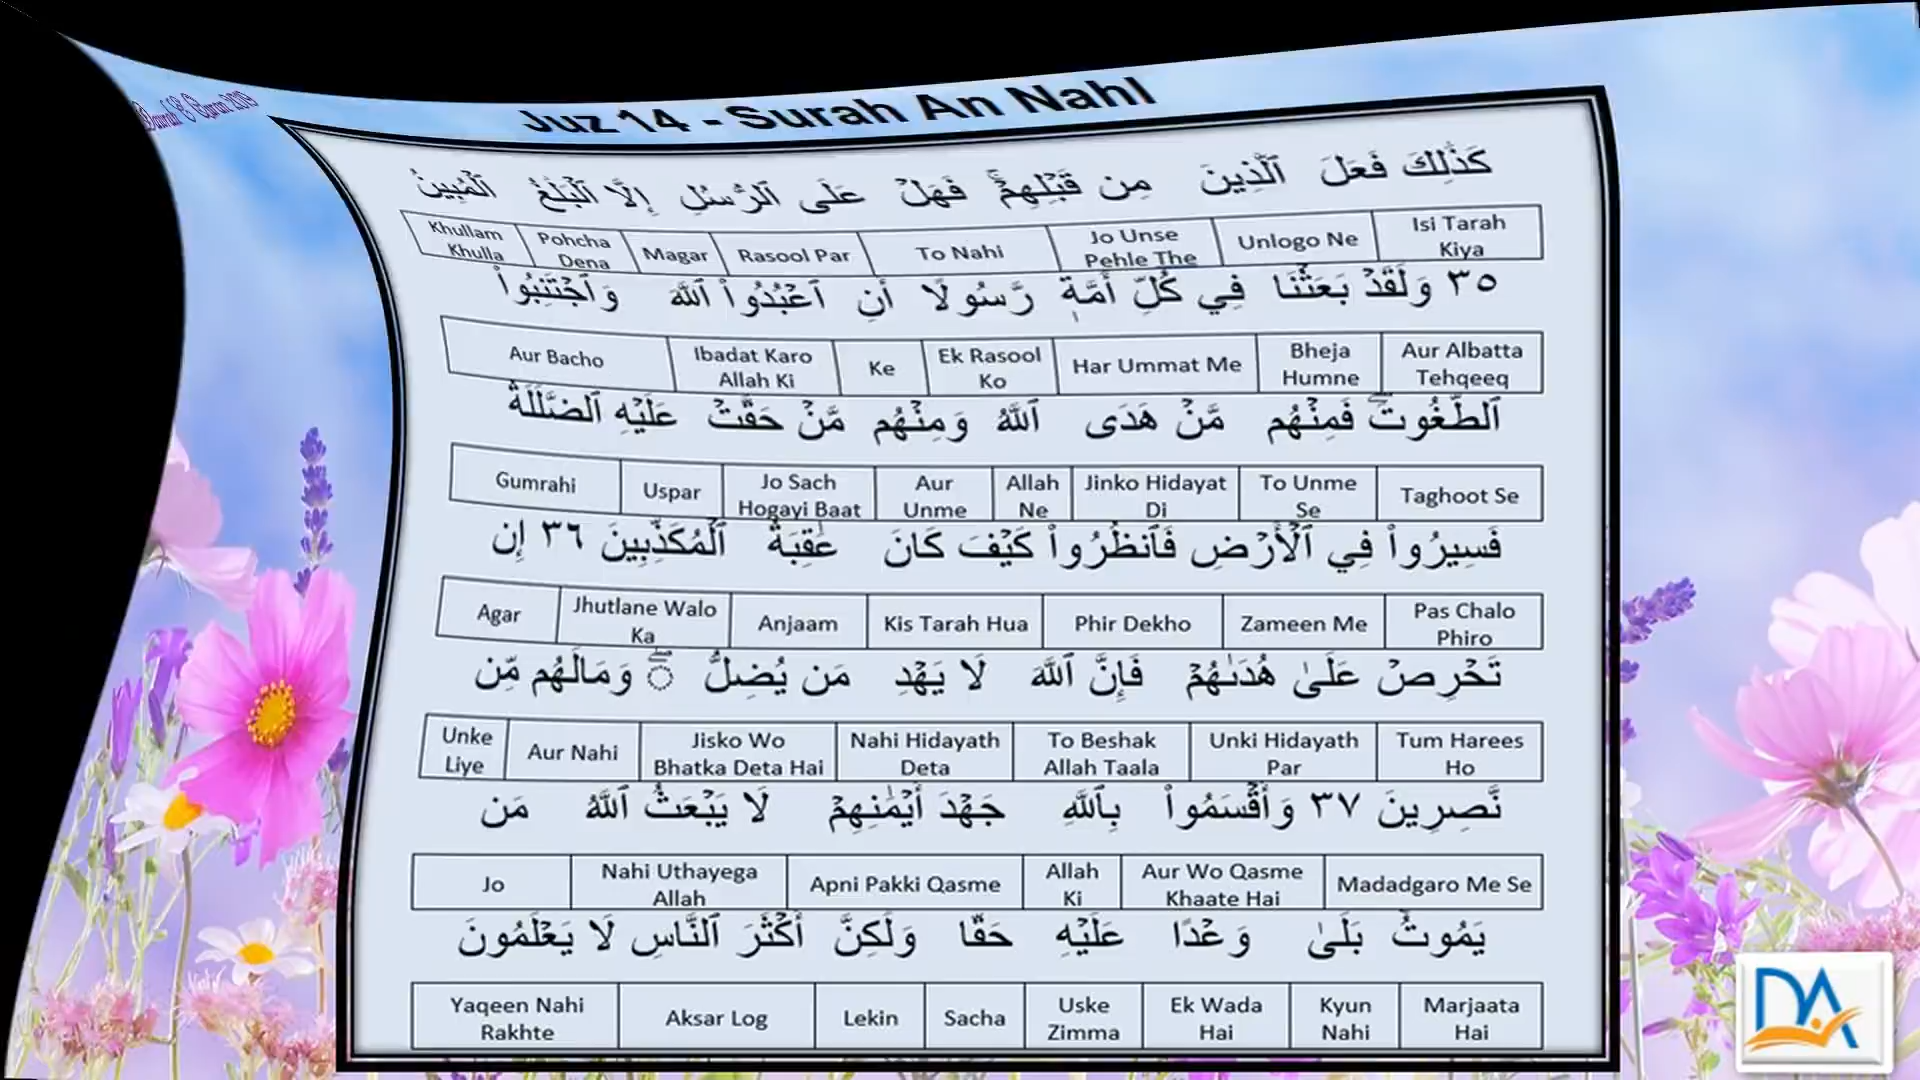 Daurah E Quran 2019
Juz 14 - Surah An Nahl
كَذَٰلِكَ فَعَلَ ٱلَّذِينَ مِن قَبۡلِهِمۡۚ فَهَلۡ عَلَى ٱلرُّسُلِ إِلَّا ٱلۡبَلَٰغُ ٱلۡمُبِينُ
Isi Tarah Kiya Unlogo Ne Jo Unse Pehle The To Nahi Rasool Par Magar Pohcha Dena Khullam Khulla
٣٥ وَلَقَدۡ بَعَثۡنَا فِي كُلِّ أُمَّةٖ رَّسُولًا أَنِ ٱعۡبُدُواْ ٱللَّهَ وَٱجۡتَنِبُواْ
Aur Albatta Tehqeeq Bheja Humne Har Ummat Me Ek Rasool Ko Ke Ibadat Karo Allah Ki Aur Bacho
ٱلطَّٰغُوتَۖ فَمِنۡهُم مَّنۡ هَدَى ٱللَّهُ وَمِنۡهُم مَّنۡ حَقَّتۡ عَلَيۡهِ ٱلضَّلَٰلَةُۚ
Taghoot Se To Unme Se Jinko Hidayat Di Allah Ne Aur Unme Jo Sach Hogayi Baat Uspar Gumrahi
فَسِيرُواْ فِي ٱلۡأَرۡضِ فَٱنظُرُواْ كَيۡفَ كَانَ عَٰقِبَةُ ٱلۡمُكَذِّبِينَ ٣٦ إِن
Pas Chalo Phiro Zameen Me Phir Dekho Kis Tarah Hua Anjaam Jhutlane Walo Ka Agar
تَحۡرِصۡ عَلَىٰ هُدَىٰهُمۡ فَإِنَّ ٱللَّهَ لَا يَهۡدِ مَن يُضِلُّ ۖ وَمَالَهُم مِّن
Tum Harees Ho Unki Hidayath Par To Beshak Allah Taala Nahi Hidayath Deta Jisko Wo Bhatka Deta Hai Aur Nahi Unke Liye
نَّٰصِرِينَ ٣٧ وَأَقۡسَمُواْ بِٱللَّهِ جَهۡدَ أَيۡمَٰنِهِمۡ لَا يَبۡعَثُ ٱللَّهُ مَن
Madadgaro Me Se Aur Wo Qasme Khaate Hai Allah Ki Apni Pakki Qasme Nahi Uthayega Allah Jo
يَمُوتُۚ بَلَىٰ وَعۡدًا عَلَيۡهِ حَقّٗا وَلَٰكِنَّ أَكۡثَرَ ٱلنَّاسِ لَا يَعۡلَمُونَ
Marjaata Hai Kyun Nahi Ek Wada Hai Uske Zimma Sacha Lekin Aksar Log Yaqeen Nahi Rakhte
DA